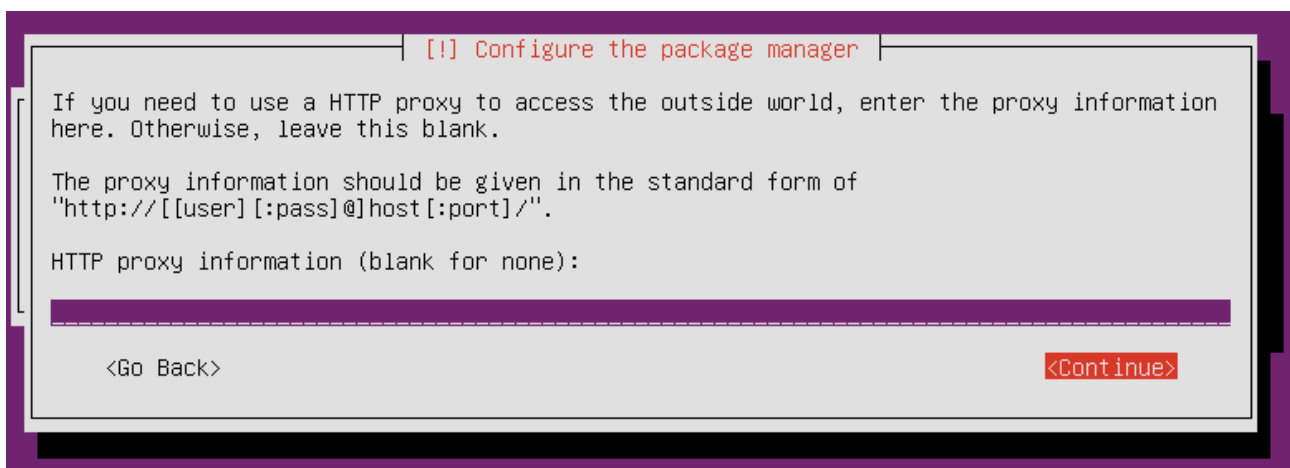 [!] Configure the package manager
If you need to use a HTTP proxy to access the outside world, enter the proxy information
here. Otherwise, leave this blank.
The proxy information should be given in the standard form of
"http://[[user][:pass]@]host[:port]/".
HTTP proxy information (blank for none):
<Go Back>
<Continue>